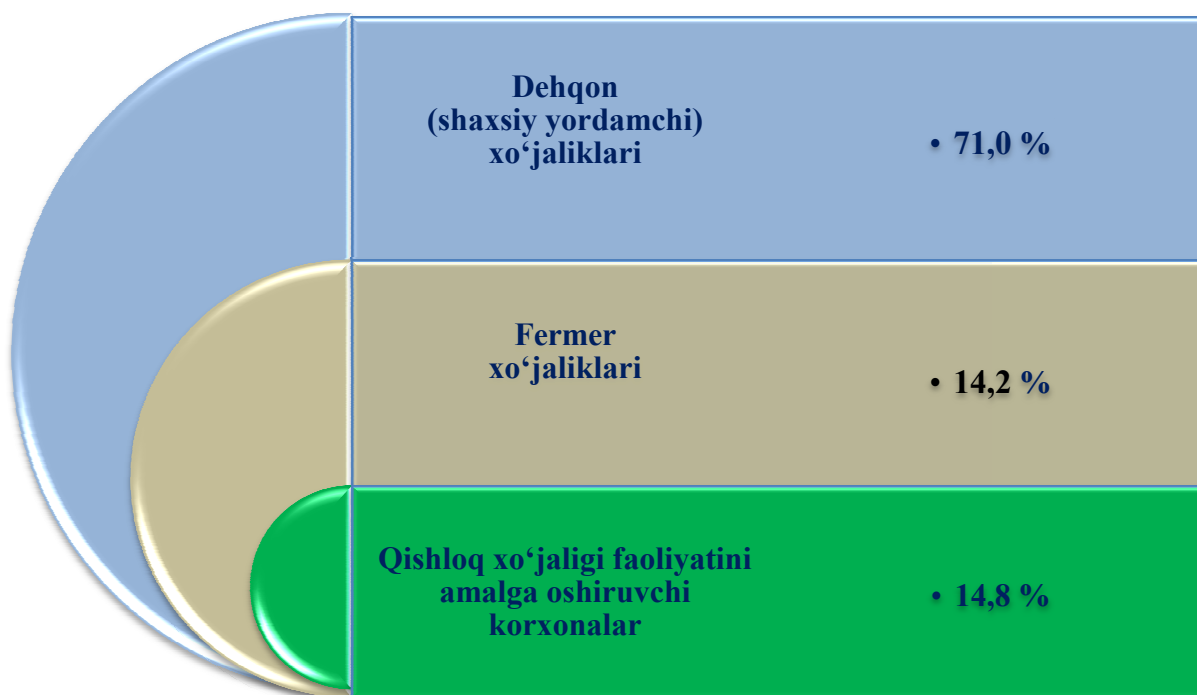 Dehqon
(shaxsiy yordamchi)
xo‘jaliklari
• 71,0 %
Fermer
xo‘jaliklari
• 14,2 %
Qishloq xo‘jaligi faoliyatini
amalga oshiruvchi
korxonalar
• 14,8 %